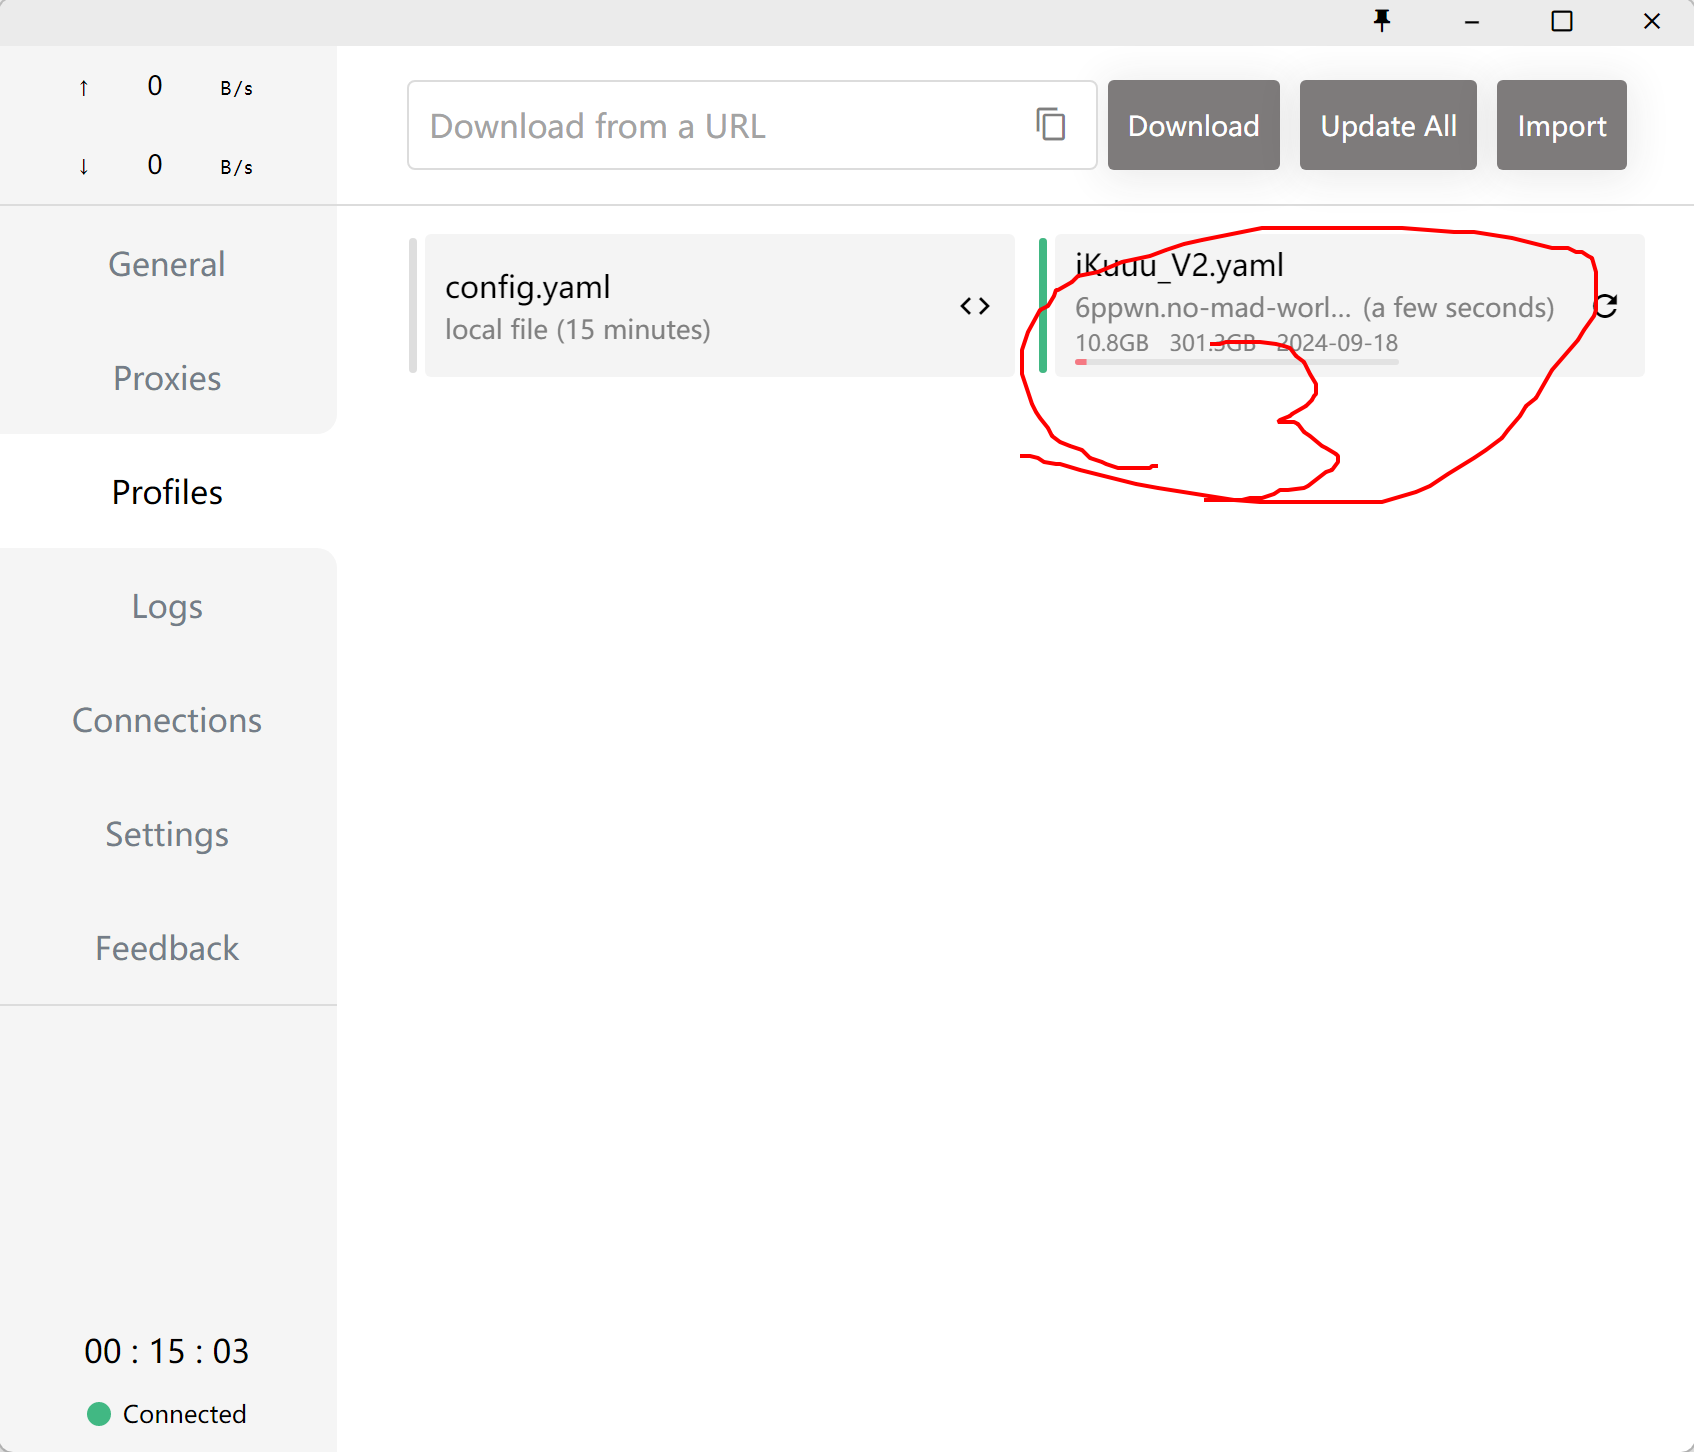 ↑ 0 B/s
↓ 0 B/s
Download from a URL
Download
Update All
Import
General
Proxies
Profiles
Logs
Connections
Settings
Feedback
config.yaml
local file (15 minutes)
iKuuu_V2.yaml
6ppwn.no-mad-worl... (a few seconds)
10.8GB 301.3GB 2024-09-18
3
00 : 15 : 03
Connected